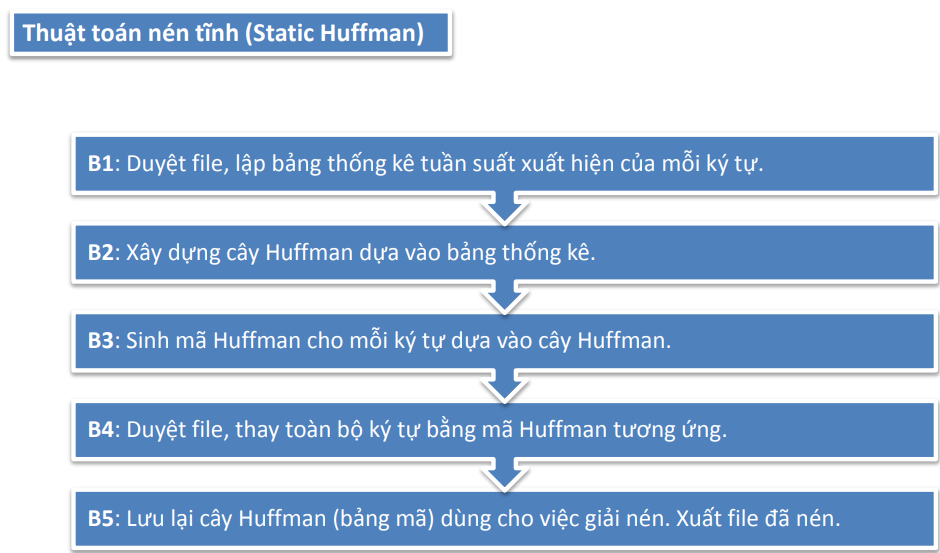 Thuật toán nén tĩnh (Static Huffman)
B1: Duyệt file, lập bảng thống kê tuần suất xuất hiện của mỗi ký tự.
B2: Xây dựng cây Huffman dựa vào bảng thống kê.
B3: Sinh mã Huffman cho mỗi ký tự dựa vào cây Huffman.
B4: Duyệt file, thay toàn bộ ký tự bằng mã Huffman tương ứng.
B5: Lưu lại cây Huffman (bảng mã) dùng cho việc giải nén. Xuất file đã nén.